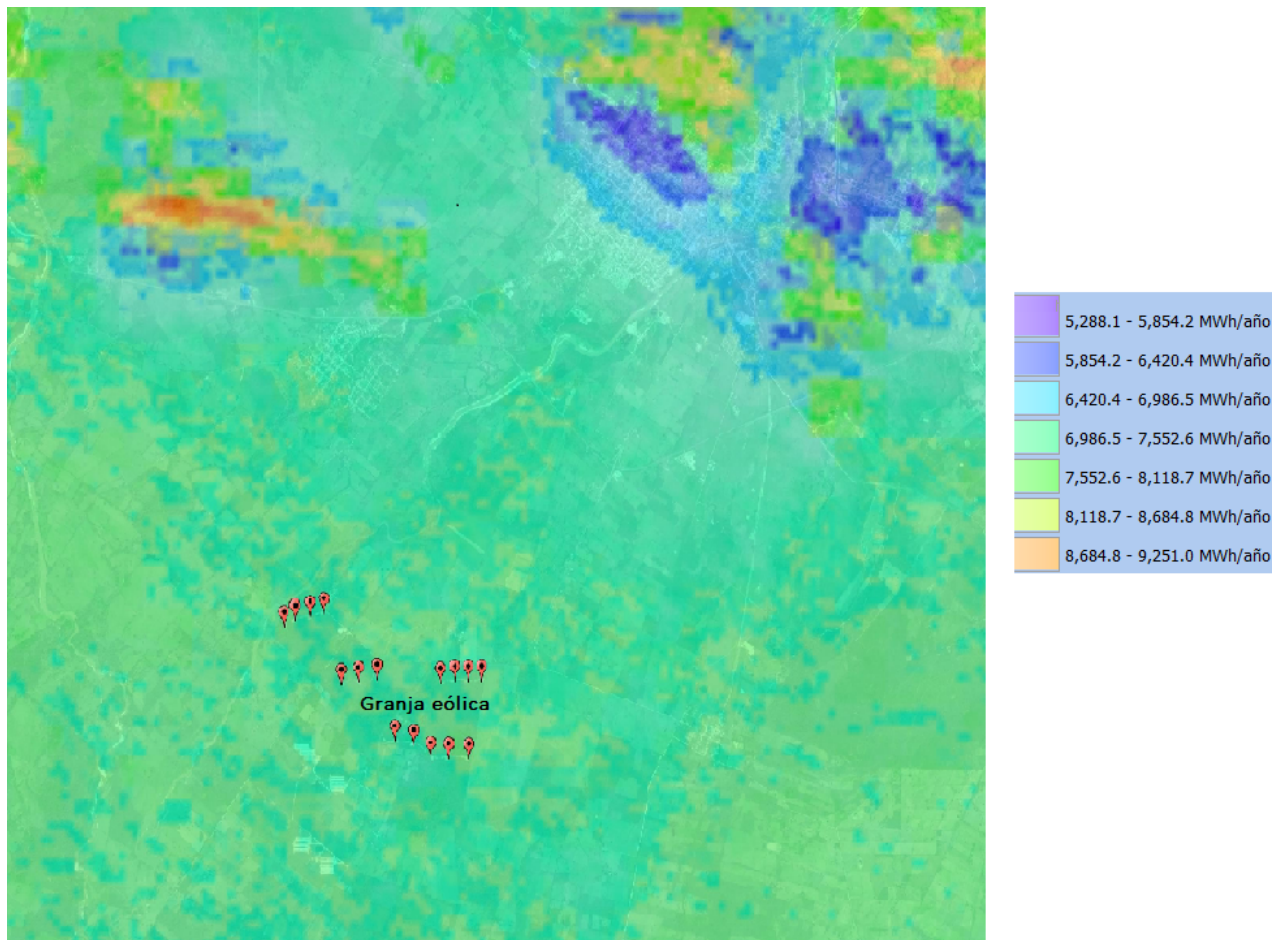 5,288.1 - 5,854.2 MWh/año
5,854.2 - 6,420.4 MWh/año
6,420.4 - 6,986.5 MWh/año
6,986.5 - 7,552.6 MWh/año
7,552.6 - 8,118.7 MWh/año
8,118.7 - 8,684.8 MWh/año
8,684.8 - 9,251.0 MWh/año
Granja eólica